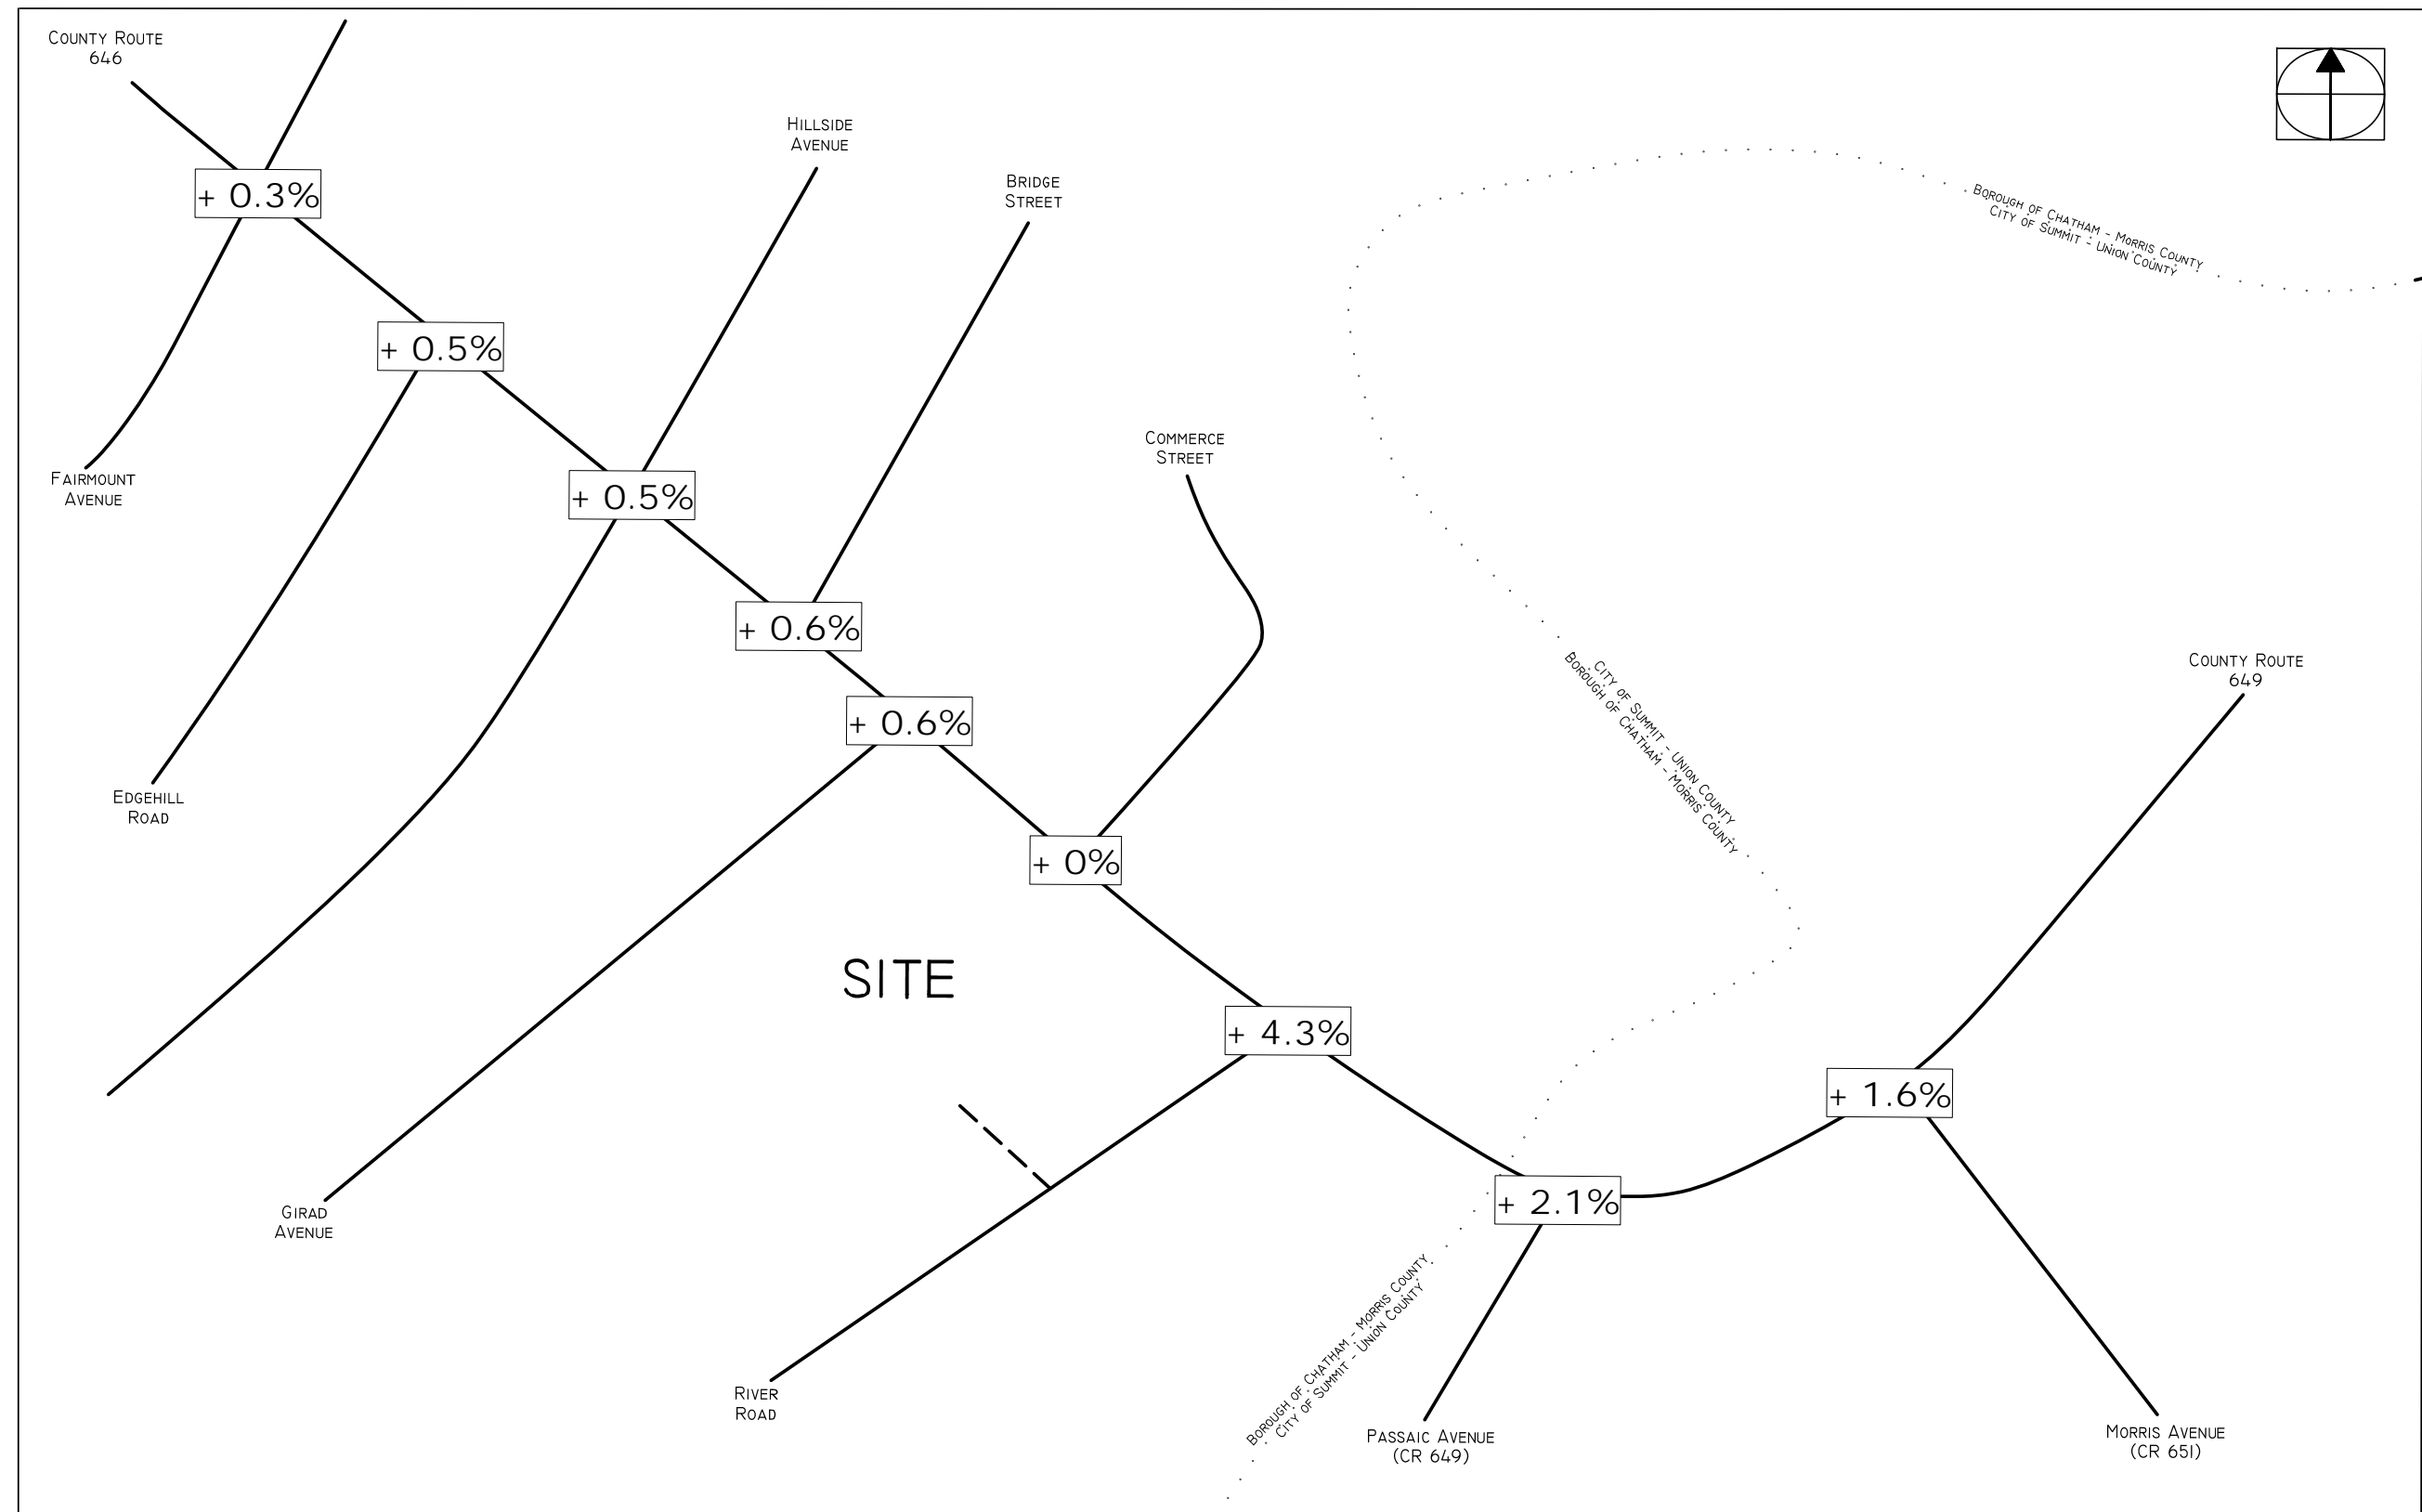 County Route
646
Hillside
Avenue
Bridge
Street
Borough of Chatham - Morris County
City of Summit - Union County
+ 0.3%
+ 0.5%
Commerce
Street
Fairmount
Avenue
+ 0.5%
+ 0.6%
City of Summit - Union County
Borough of Chatham - Morris County
County Route
649
+ 0.6%
Edgehill
Road
+ 0%
SITE
+ 4.3%
+ 1.6%
+ 2.1%
Girad
Avenue
Borough of Chatham - Morris County
City of Summit - Union County
River
Road
Passaic Avenue
(CR 649)
Morris Avenue
(CR 651)